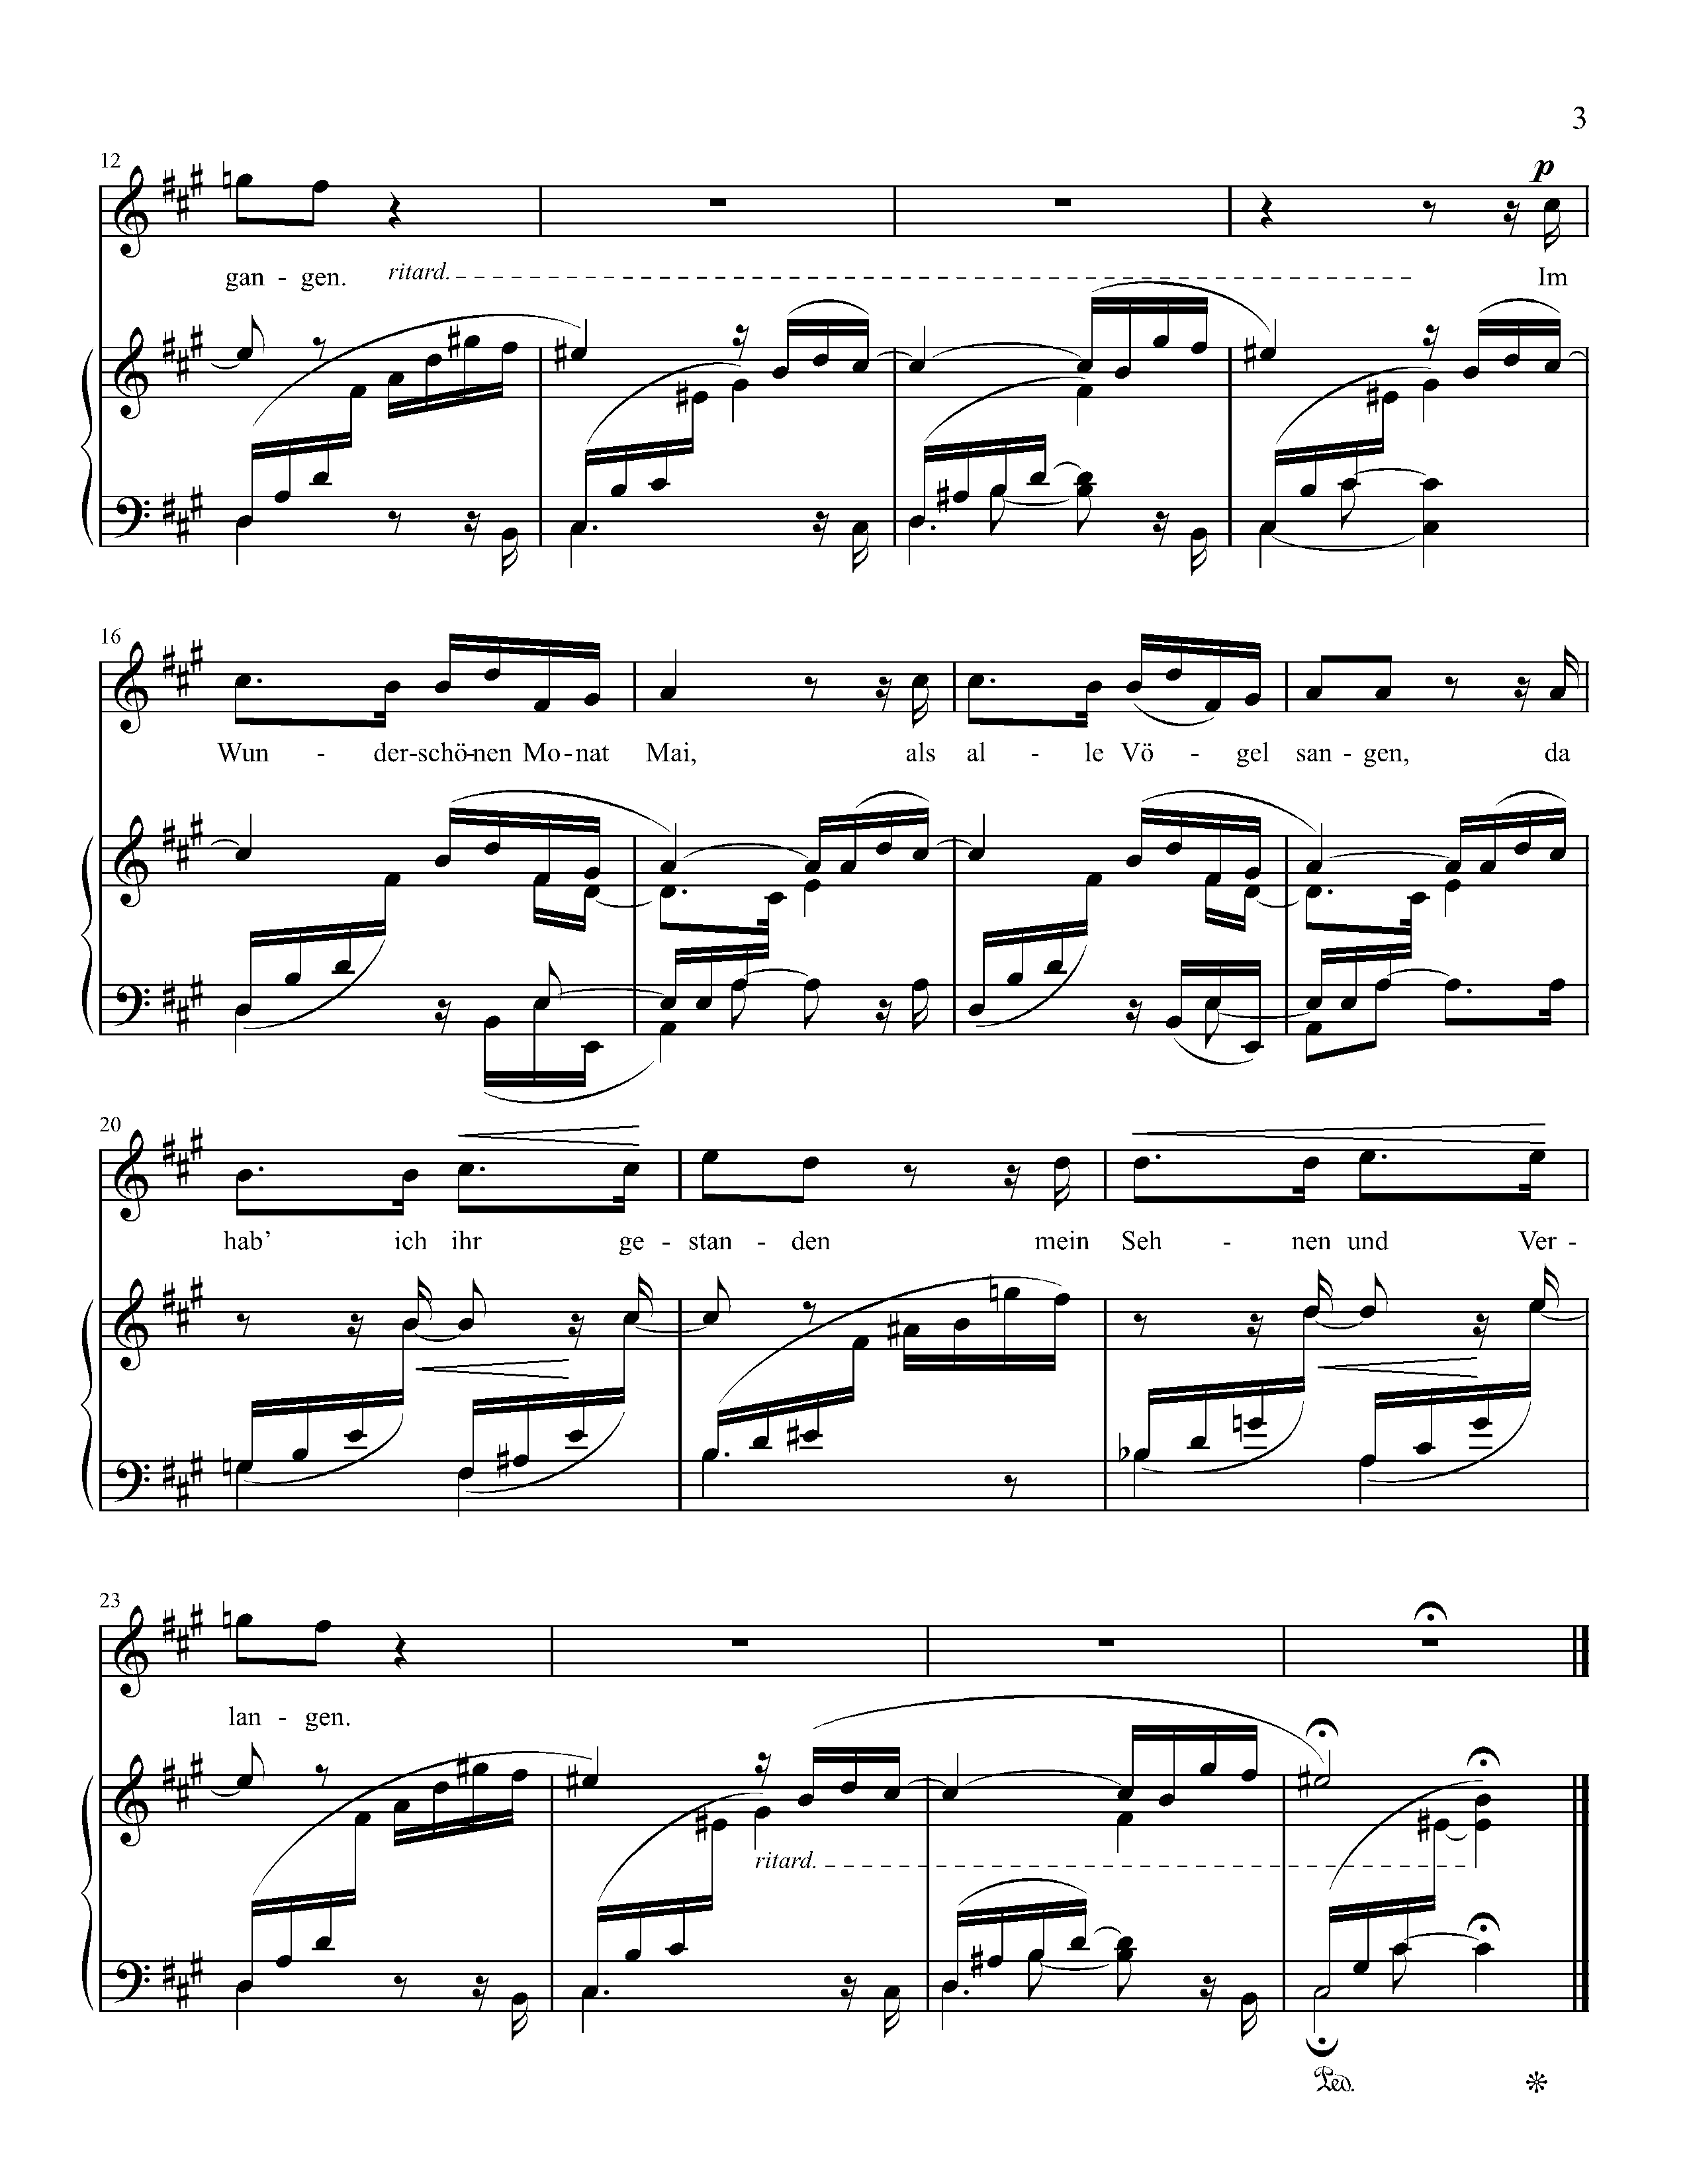 3
12
p
gan - gen. ritard. Im
16
Wun - der-schö-nen Mo-nat Mai, als al - le Vö - gel san - gen, da
20
hab’ ich ihr ge - stan - den mein Seh - nen und Ver -
23
lan - gen.
ritard.
Ped.